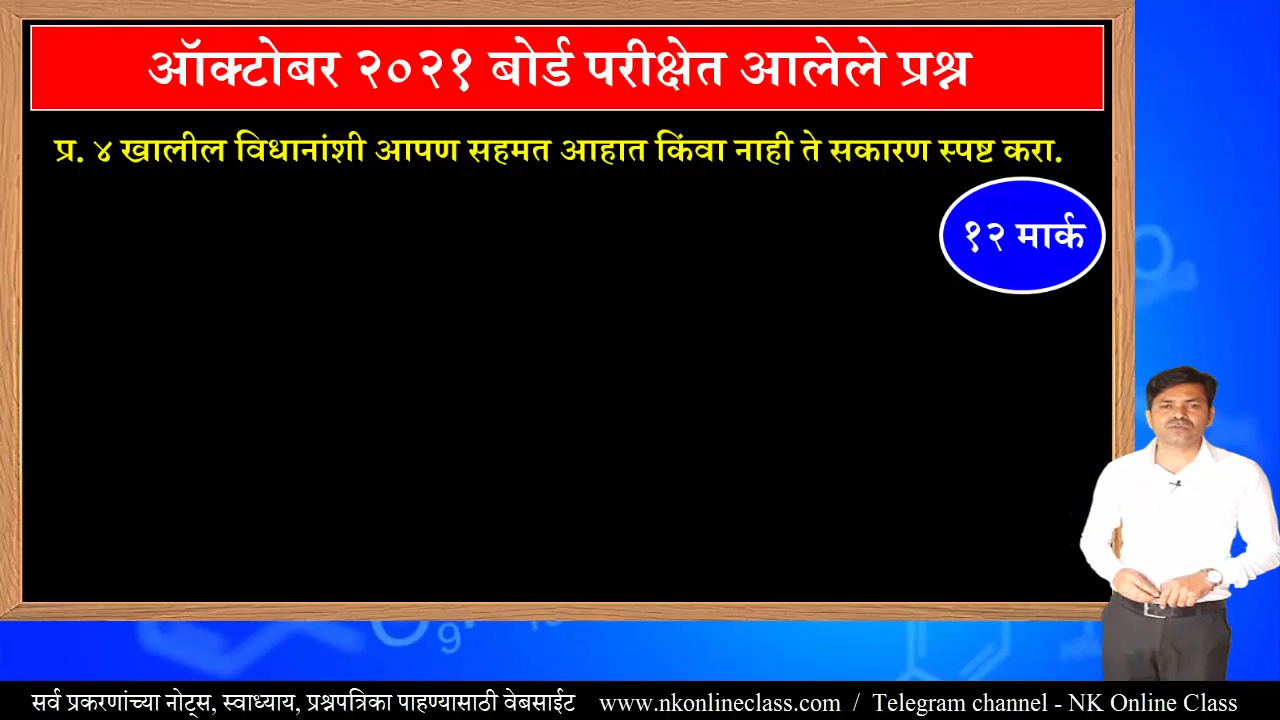 ऑक्टोबर २०२१ बोर्ड परीक्षेत आलेले प्रश्न
प्र. ४ खालील विधानांशी आपण सहमत आहात किंवा नाही ते सकारण स्पष्ट करा.
१२ मार्क
सर्व प्रकरणांच्या नोट्स, स्वाध्याय, प्रश्नपत्रिका पाहण्यासाठी वेबसाईट www.nkonlineclass.com / Telegram channel - NK Online Class